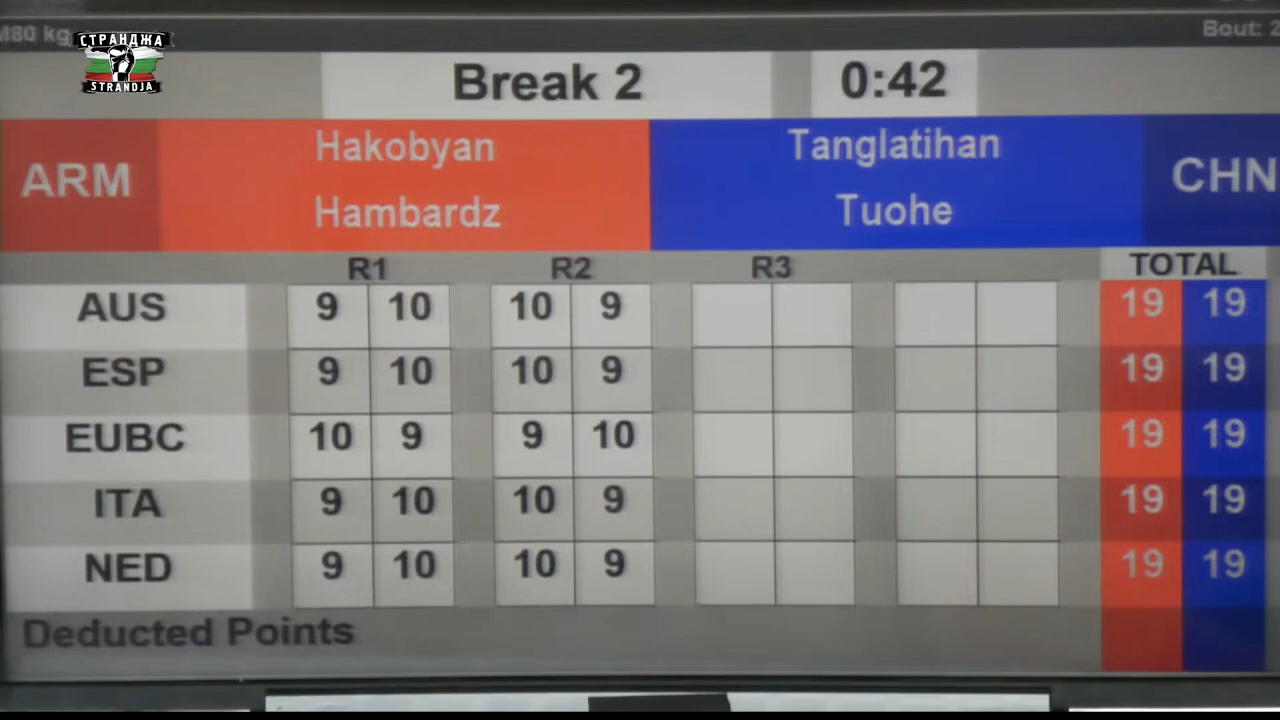 M80 kg
Bout: 2
СТРАНДЖА
STRANDJA
Break 2 0:42
ARM Hakobyan Hambardz Tanglatihan Tuohe CHN
R1 R2 R3 TOTAL
AUS 9 10 10 9 19 19
ESP 9 10 10 9 19 19
EUBC 10 9 9 10 19 19
ITA 9 10 10 9 19 19
NED 9 10 10 9 19 19
Deducted Points